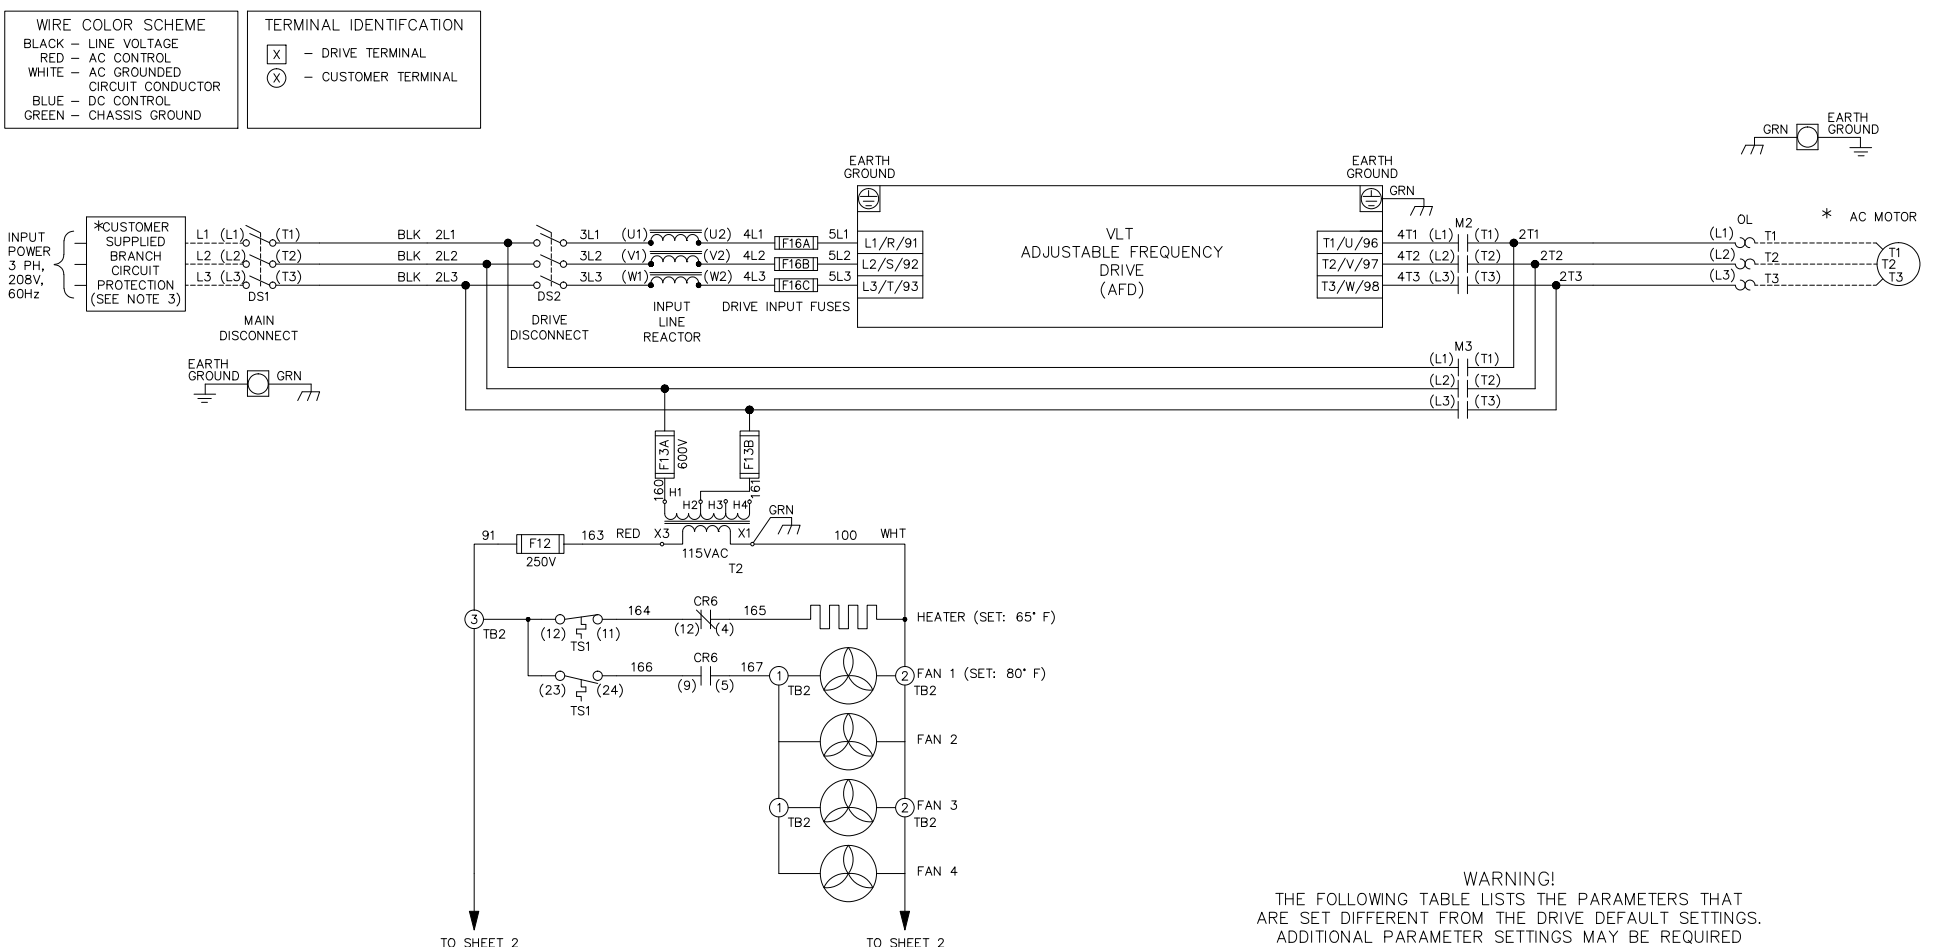 WIRE COLOR SCHEME
BLACK – LINE VOLTAGE
RED – AC CONTROL
WHITE – AC GROUNDED
CIRCUIT CONDUCTOR
BLUE – DC CONTROL
GREEN – CHASSIS GROUND
TERMINAL IDENTIFCATION
X – DRIVE TERMINAL
X – CUSTOMER TERMINAL
GRN
EARTH
GROUND
INPUT
POWER
3 PH,
208V,
60Hz
*CUSTOMER
SUPPLIED
BRANCH
CIRCUIT
PROTECTION
(SEE NOTE 3)
L1 (L1) (T1) BLK 2L1
L2 (L2) (T2) BLK 2L2
L3 (L3) (T3) BLK 2L3
DS1
MAIN
DISCONNECT
EARTH
GROUND
GRN
3L1 (U1) (U2) 4L1 F16A 5L1
3L2 (V1) (V2) 4L2 F16B 5L2
3L3 (W1) (W2) 4L3 F16C 5L3
DS2
DRIVE
DISCONNECT
INPUT
LINE
REACTOR
DRIVE INPUT FUSES
EARTH
GROUND
L1/R/91
L2/S/92
L3/T/93
VLT
ADJUSTABLE FREQUENCY
DRIVE
(AFD)
EARTH
GROUND
GRN
T1/U/96
T2/V/97
T3/W/98
M2
4T1 (L1) (T1) 2T1
4T2 (L2) (T2) 2T2
4T3 (L3) (T3) 2T3
OL
(L1) T1
(L2) T2
(L3) T3
* AC MOTOR
T1
T2
T3
M3
(L1) (T1)
(L2) (T2)
(L3) (T3)
F13A
600V
F13B
160
H1
H2
H3
H4
161
GRN
91
F12
250V
163
RED
X3
X1
115VAC
T2
100
WHT
3
TB2
(12) (11)
TS1
164
CR6
(12) (4)
165
HEATER (SET: 65° F)
(23) (24)
TS1
166
CR6
(9) (5)
167
1
TB2
2
TB2
FAN 1 (SET: 80° F)
FAN 2
1
TB2
2
TB2
FAN 3
FAN 4
TO SHEET 2
TO SHEET 2
WARNING!
THE FOLLOWING TABLE LISTS THE PARAMETERS THAT
ARE SET DIFFERENT FROM THE DRIVE DEFAULT SETTINGS.
ADDITIONAL PARAMETER SETTINGS MAY BE REQUIRED